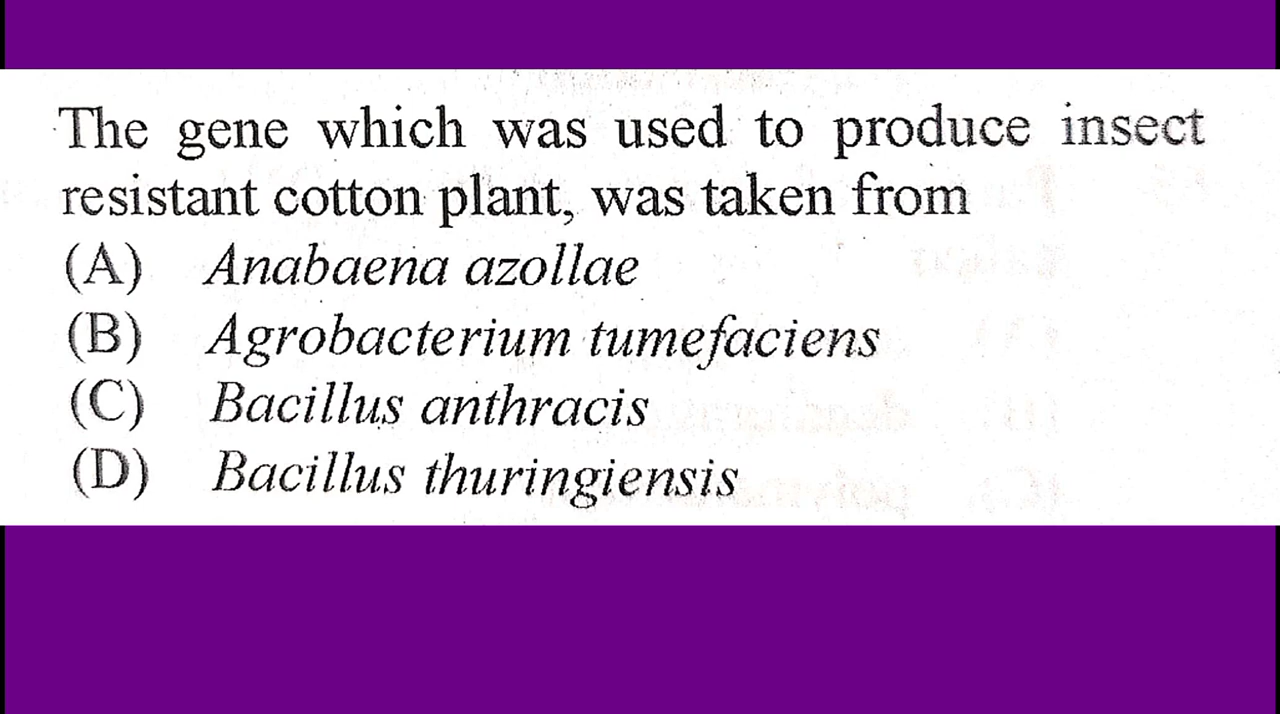 The gene which was used to produce insect
resistant cotton plant, was taken from
(A) Anabaena azollae
(B) Agrobacterium tumefaciens
(C) Bacillus anthracis
(D) Bacillus thuringiensis